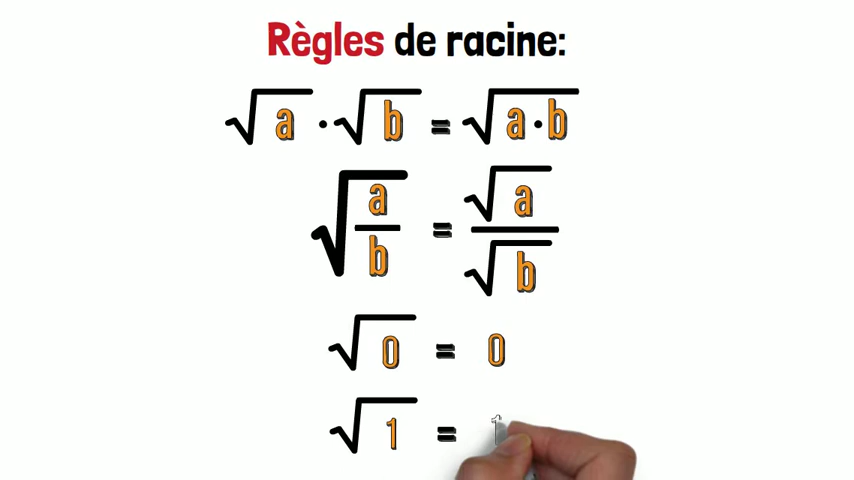 Règles de racine:
√a · √b = √a · b
√a/b = √a/√b
√0 = 0
√1 = 1